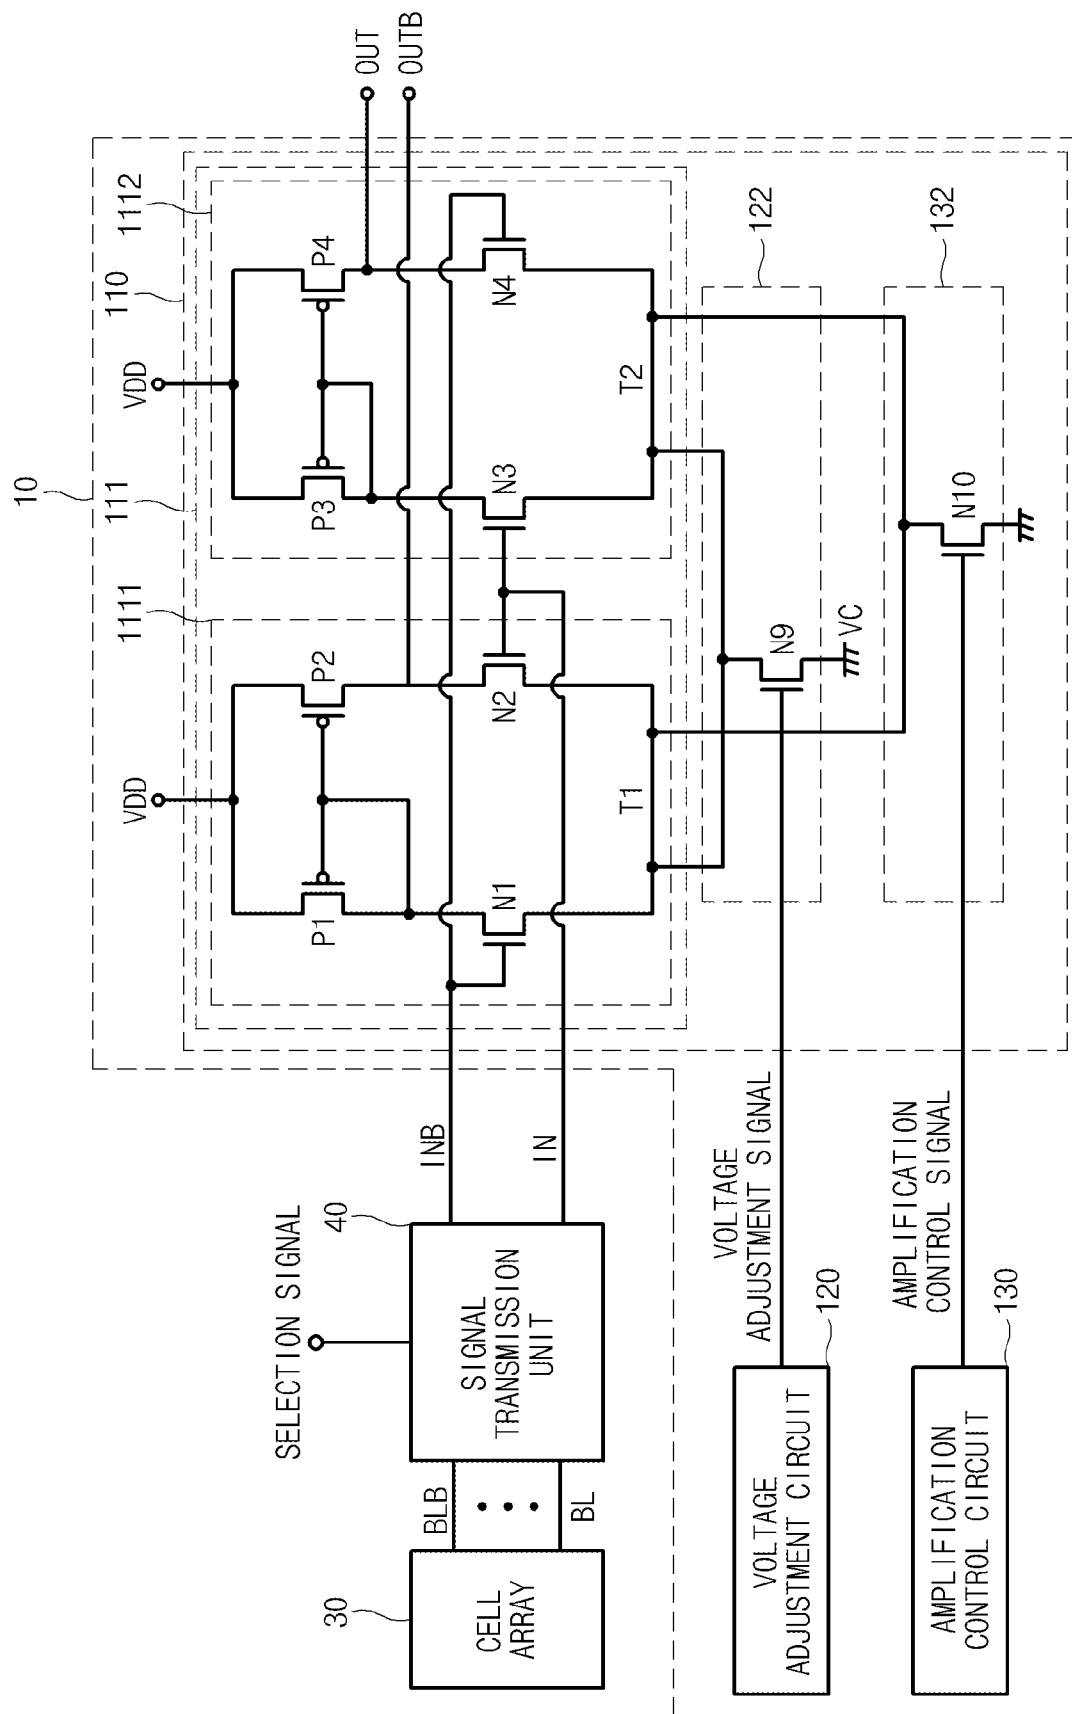 10
110
111
1111
1112
VDD
VDD
P1
P2
P3
P4
OUT
OUTB
N1
N2
N3
N4
T1
T2
SELECTION SIGNAL
30
CELL
ARRAY
BLB
BL
40
SIGNAL
TRANSMISSION
UNIT
INB
IN
122
N9
VC
132
N10
VOLTAGE
ADJUSTMENT CIRCUIT
120
VOLTAGE
ADJUSTMENT SIGNAL
AMPLIFICATION
CONTROL CIRCUIT
130
AMPLIFICATION
CONTROL SIGNAL